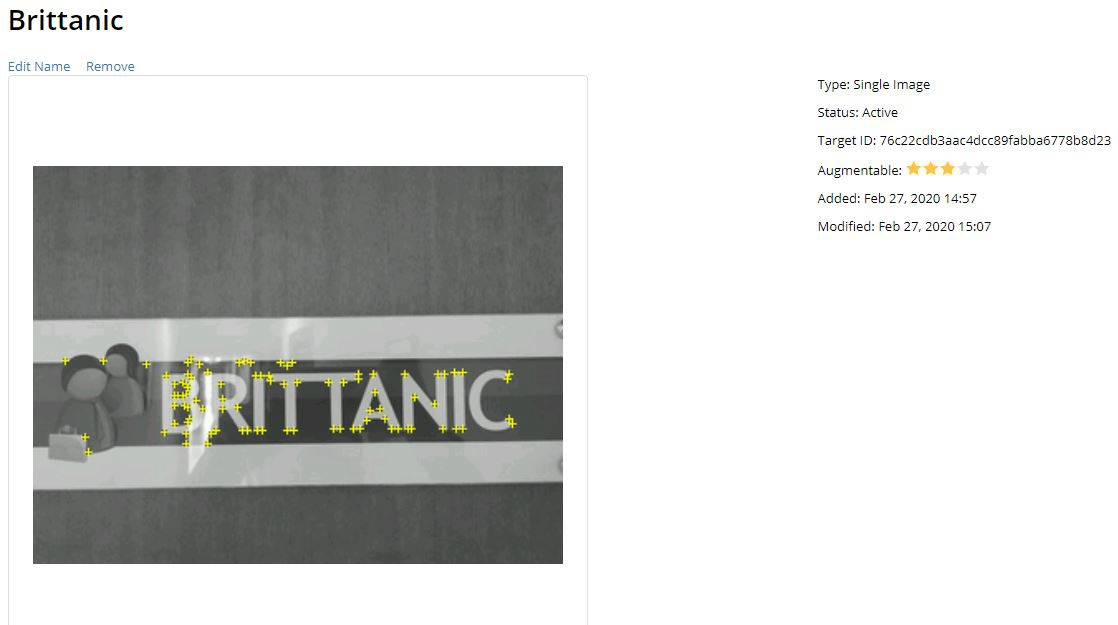 Brittanic
Edit Name Remove
BRITTANIC
Type: Single Image
Status: Active
Target ID: 76c22cdb3aac4dcc89fabba6778b8d23
Augmentable:
Added: Feb 27, 2020 14:57
Modified: Feb 27, 2020 15:07